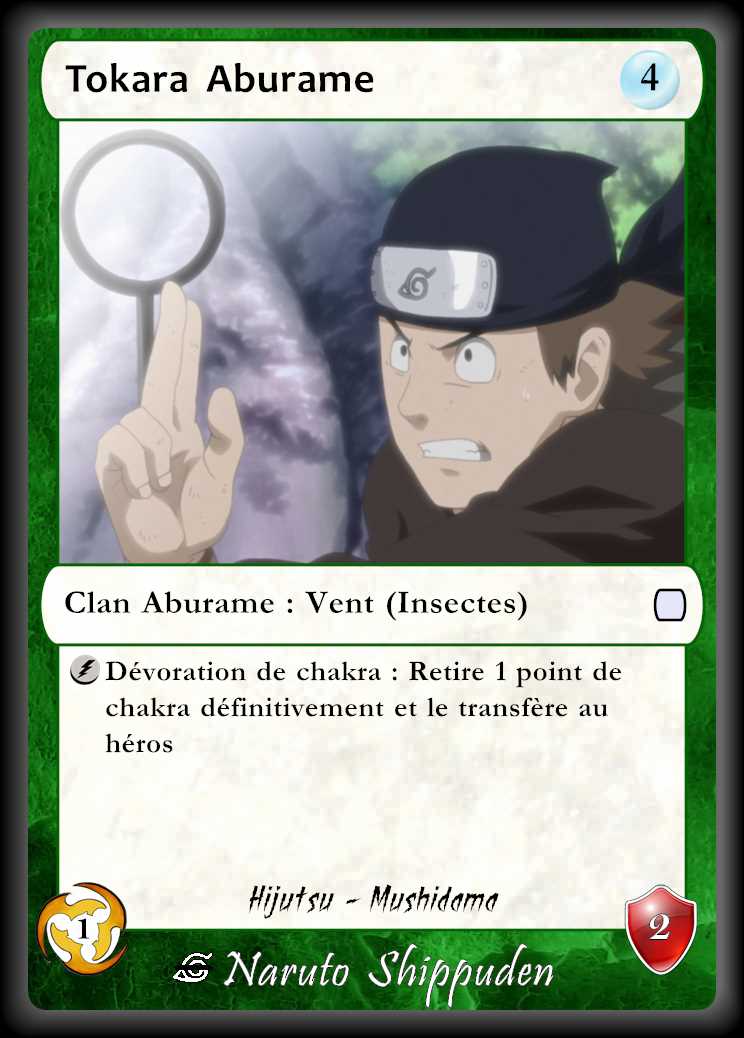 Tokara Aburame
4
Clan Aburame : Vent (Insectes)
Dévoration de chakra : Retire 1 point de
chakra définitivement et le transfère au
héros
Hijutsu - Mushidama
1
2
Naruto Shippuden